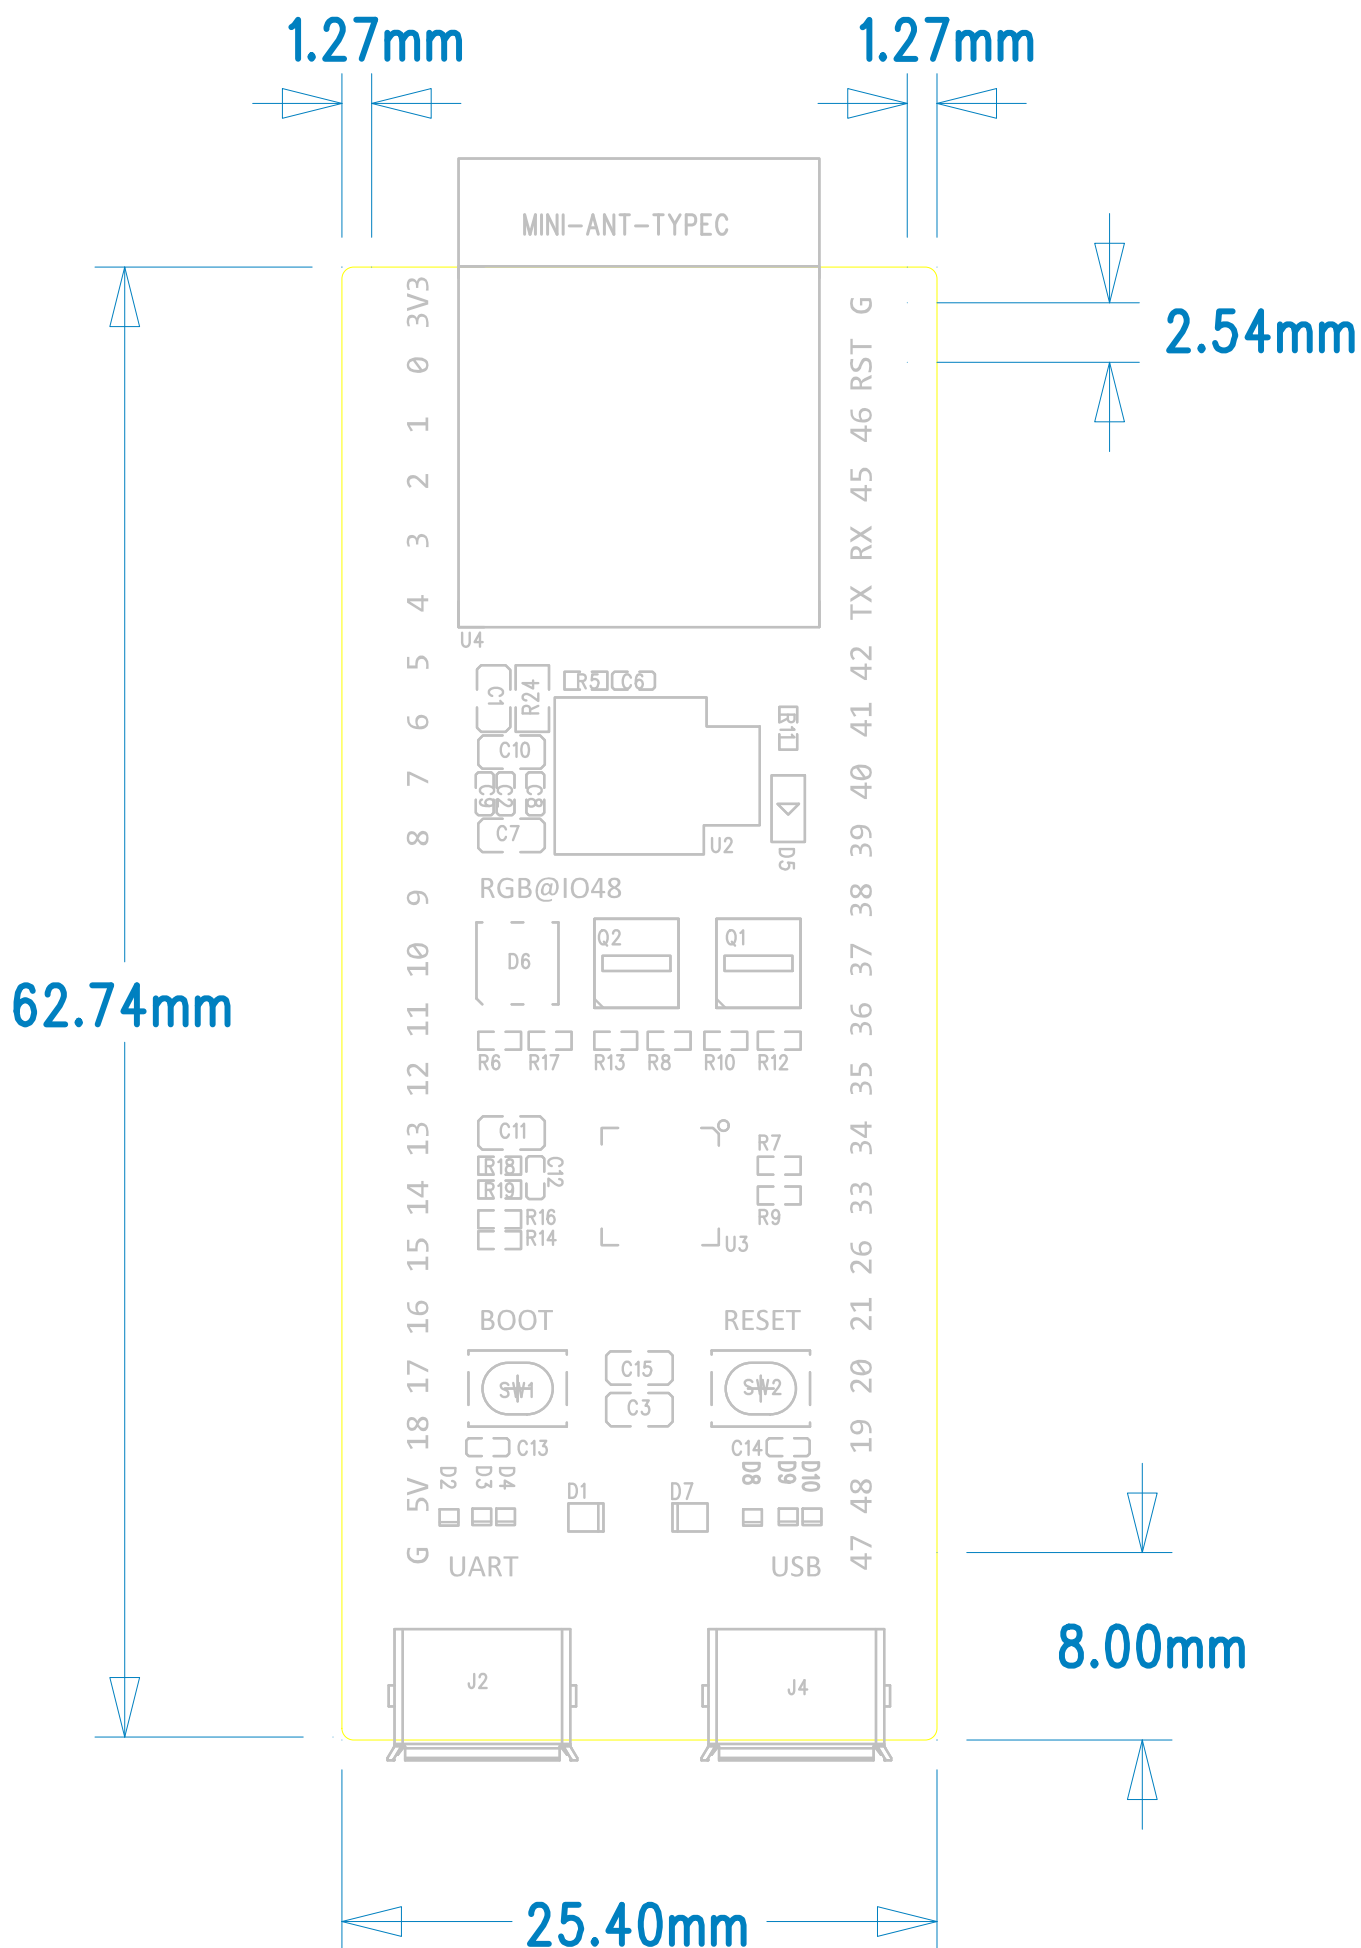 1.27mm 1.27mm
MINI-ANT-TYPEC
3V3 G
2.54mm
0 RST
1 46
2 45
3 RX
4 TX
U4
5 42
C1 R24 R5 C6
6 41
R11
C10
7 40
C9 C2 C8
C7
8 39
U2
D5
RGB@IO48
9 38
Q2 Q1
10 D6 37
62.74mm
11 36
R6 R17 R13 R8 R10 R12
12 35
C11
13 34
R7
R18 C12
R19
14 33
R16 R9
R14
U3
15 26
16 21
BOOT RESET
17 20
C15
SW1 SW2
C3
18 19
C13 C14
D2 D3 D4 D8 D9 D10
5V D1 D7 48
G 47
UART USB
8.00mm
J2 J4
25.40mm